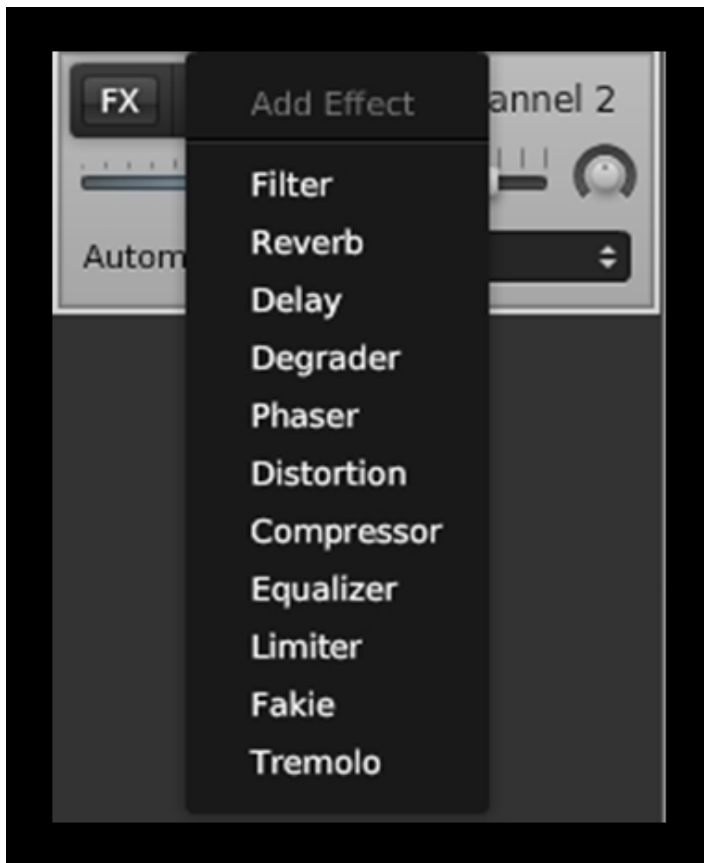 FX
Add Effect
annel 2
Autom
Filter
Reverb
Delay
Degrader
Phaser
Distortion
Compressor
Equalizer
Limiter
Fakie
Tremolo